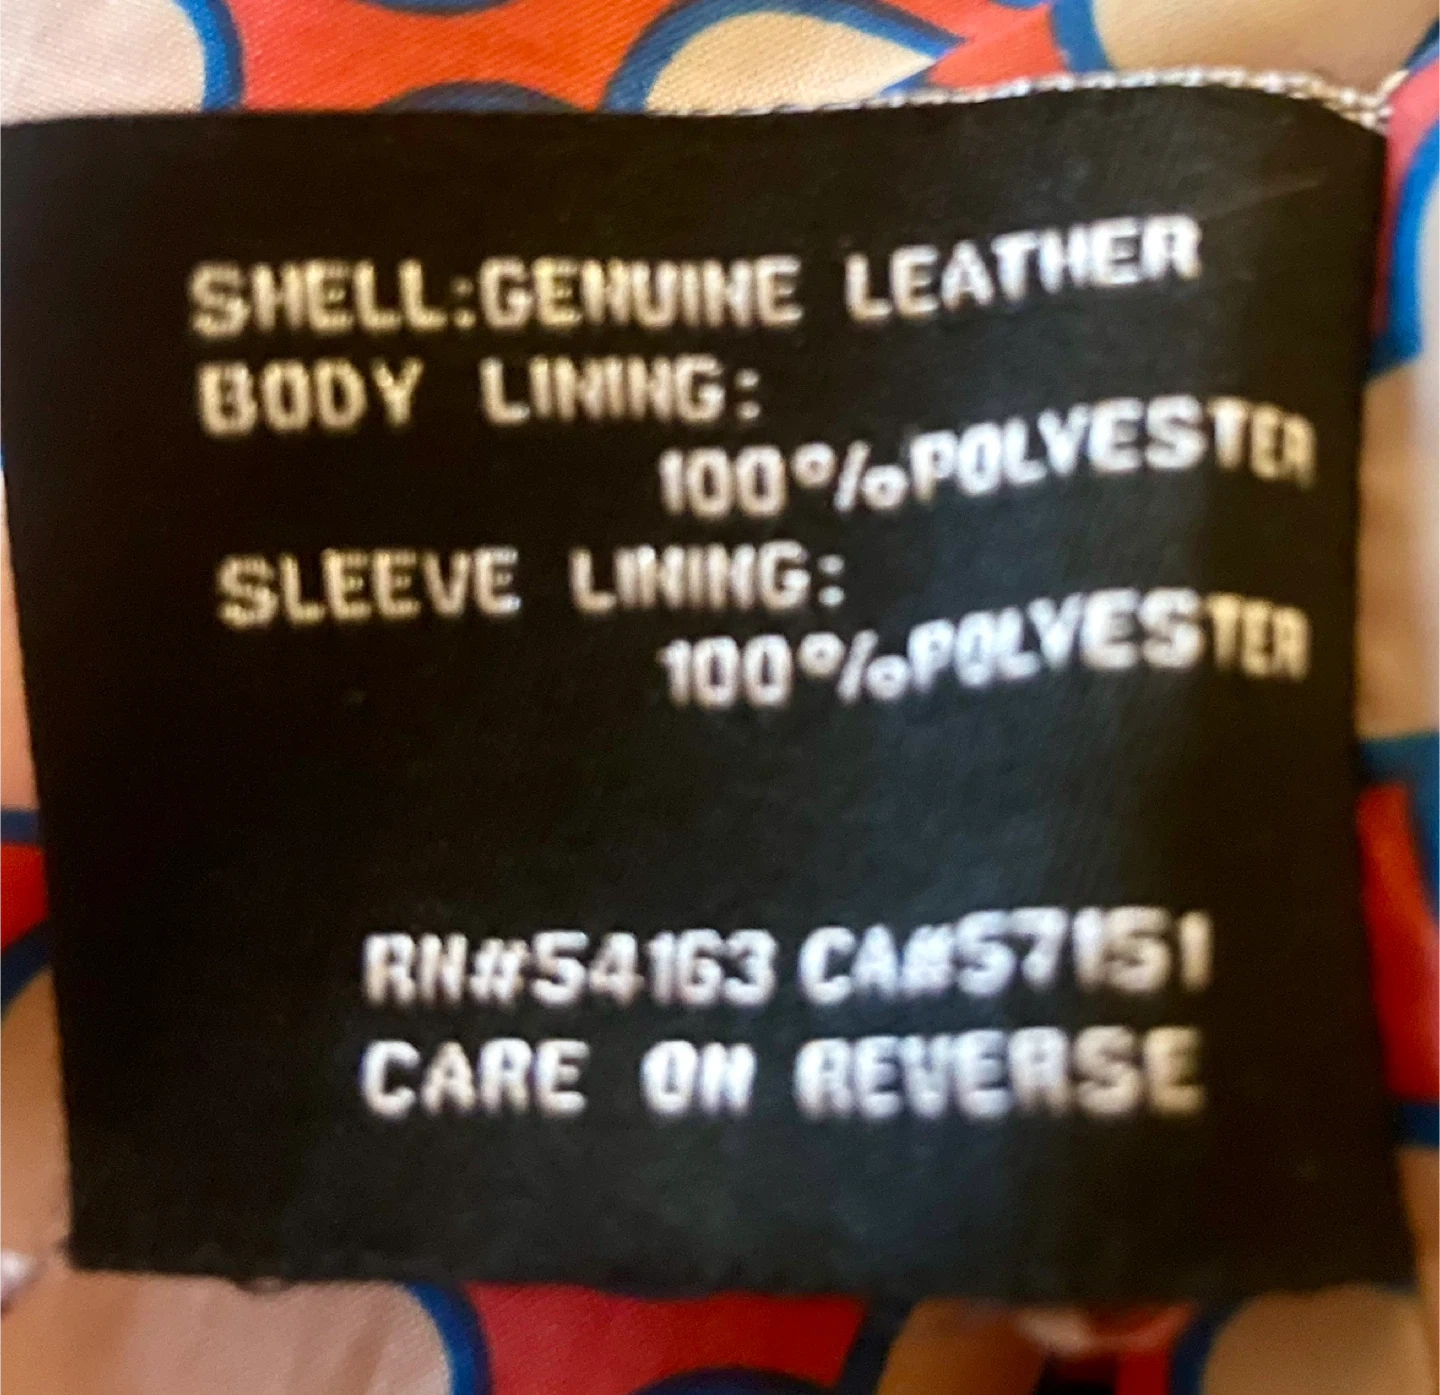 SHELL:GENUINE LEATHER
BODY LINING:
100%POLYESTER
SLEEVE LINING:
100%POLYESTER
RN#54163 CA#57151
CARE ON REVERSE